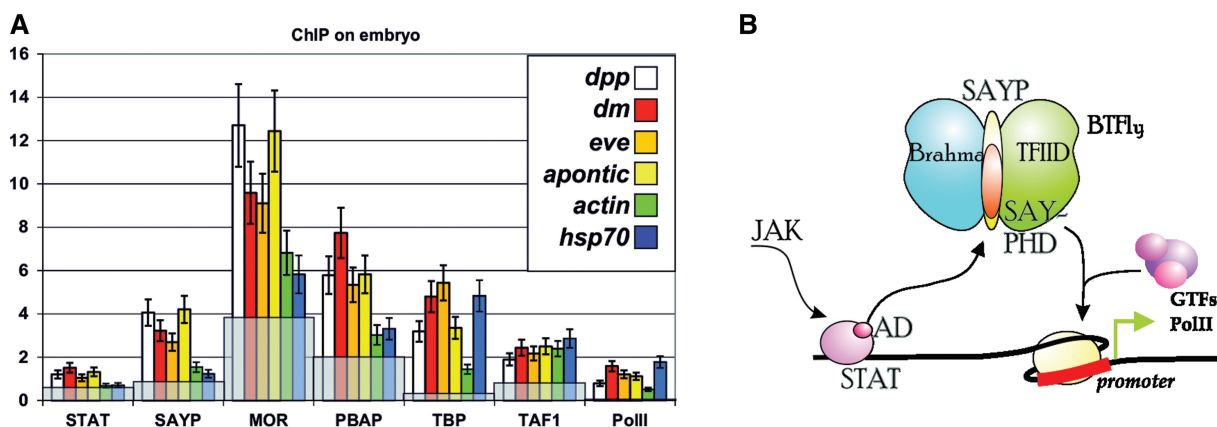 A
ChIP on embryo
16
14
12
10
8
6
4
2
0
dpp
dm
eve
apontic
actin
hsp70
STAT
SAYP
MOR
PBAP
TBP
TAF1
PolII
B
SAYP
BTFly
Brahma
TFIID
SAY-
PHD
JAK
AD
STAT
GTFs
PolII
promoter